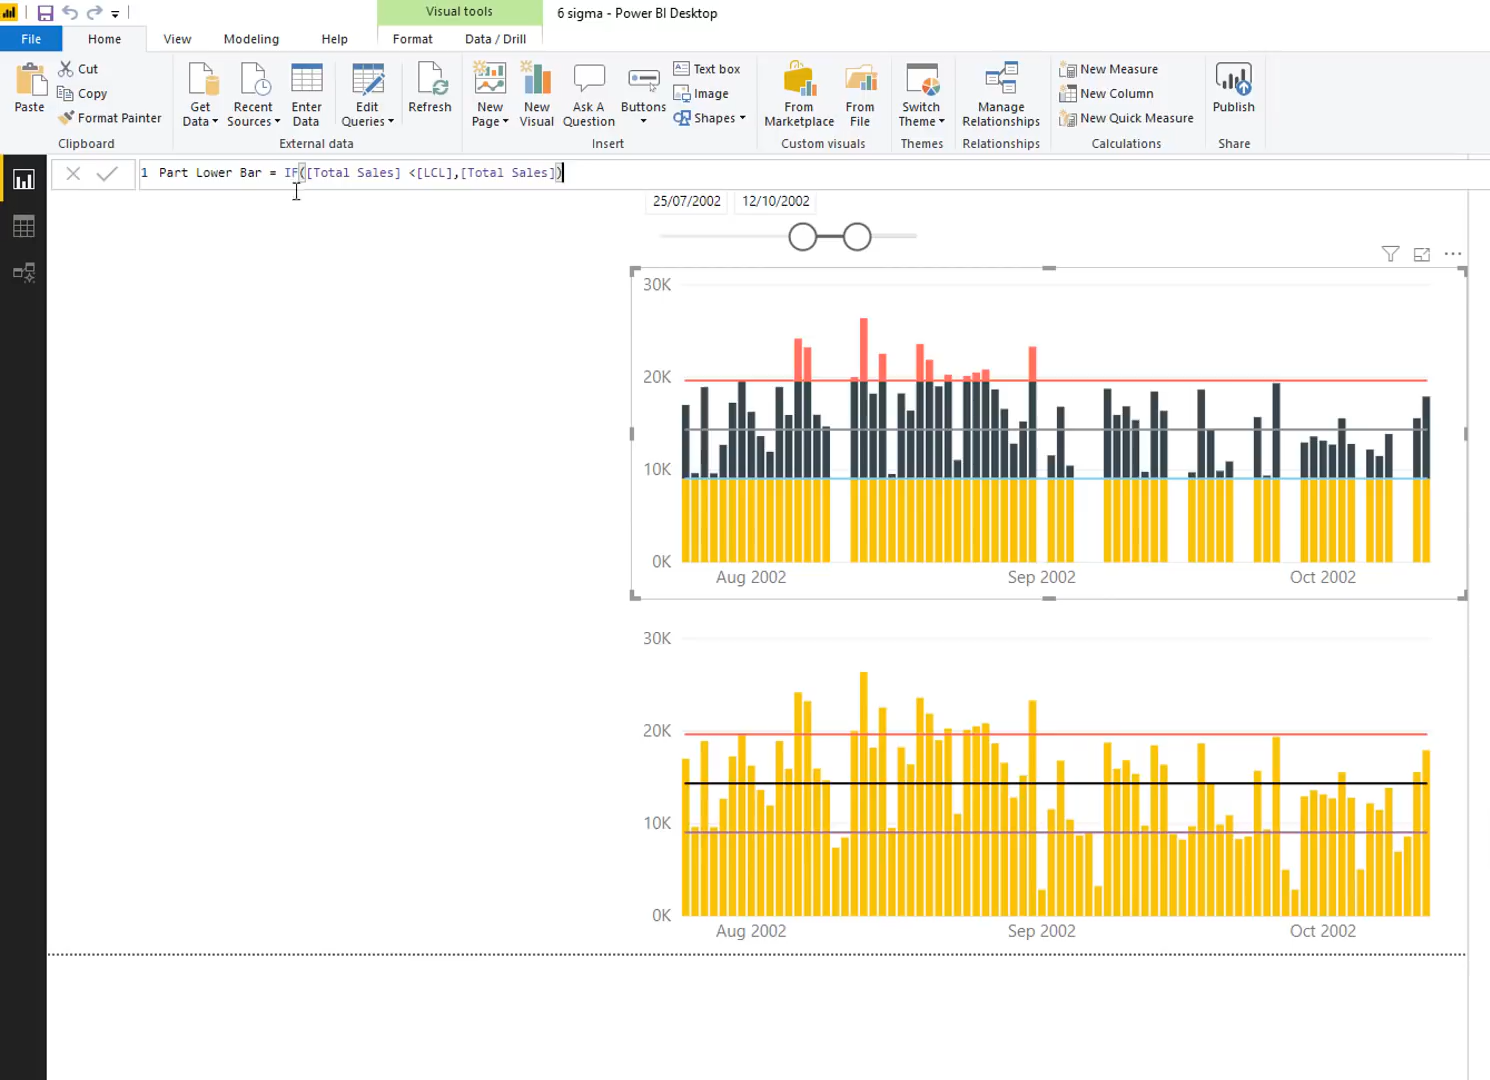 Visual tools
6 sigma - Power BI Desktop
File
Home
View
Modeling
Help
Format
Data / Drill
Paste
Cut
Copy
Format Painter
Clipboard
Get
Data
Recent
Sources
Enter
Data
Edit
Queries
Refresh
External data
New
Page
New
Visual
Ask A
Question
Buttons
Text box
Image
Shapes
Insert
From
Marketplace
From
File
Custom visuals
Switch
Theme
Themes
Manage
Relationships
Relationships
New Measure
New Column
New Quick Measure
Calculations
Publish
Share
1 Part Lower Bar = IF([Total Sales] <[LCL],[Total Sales])
25/07/2002
12/10/2002
30K
20K
10K
0K
Aug 2002
Sep 2002
Oct 2002
30K
20K
10K
0K
Aug 2002
Sep 2002
Oct 2002